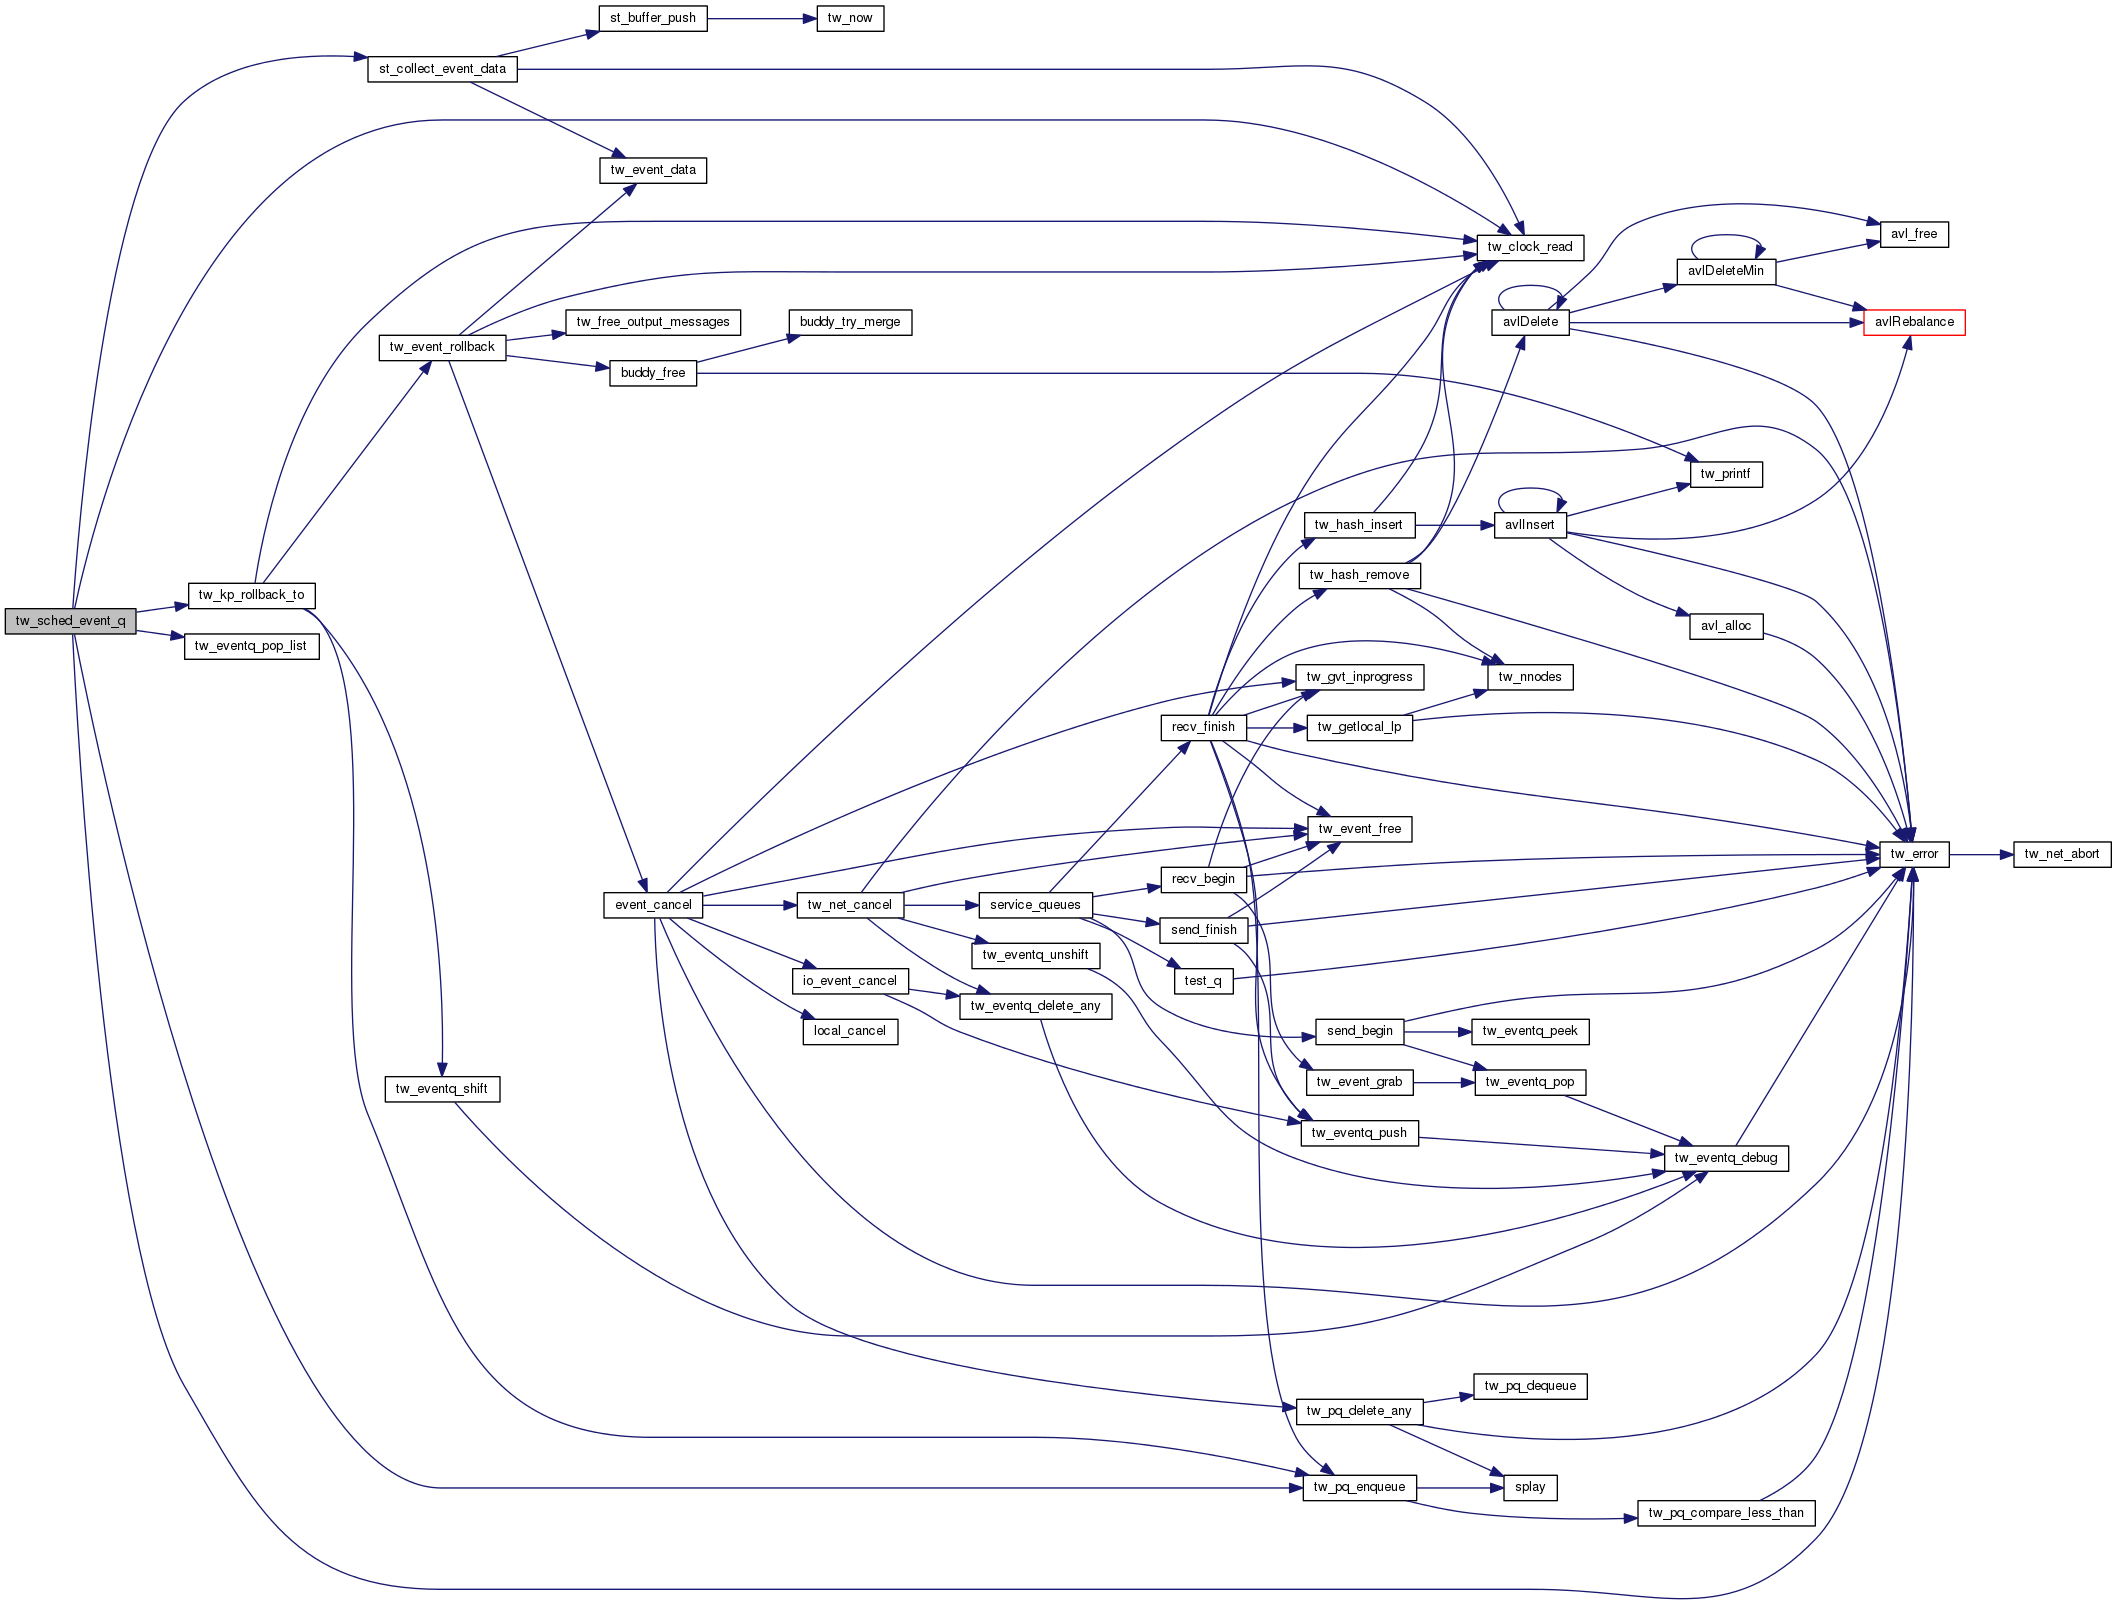 st_buffer_push
tw_now
st_collect_event_data
tw_event_data
avl_free
tw_clock_read
avlDeleteMin
tw_free_output_messages
buddy_try_merge
avlDelete
avlRebalance
tw_event_rollback
buddy_free
tw_printf
tw_hash_insert
avlInsert
tw_hash_remove
tw_kp_rollback_to
tw_sched_event_q
avl_alloc
tw_eventq_pop_list
tw_gvt_inprogress
tw_nnodes
recv_finish
tw_getlocal_lp
tw_event_free
tw_error
tw_net_abort
recv_begin
event_cancel
tw_net_cancel
service_queues
send_finish
tw_eventq_unshift
io_event_cancel
test_q
tw_eventq_delete_any
local_cancel
send_begin
tw_eventq_peek
tw_eventq_shift
tw_event_grab
tw_eventq_pop
tw_eventq_push
tw_eventq_debug
tw_pq_dequeue
tw_pq_delete_any
tw_pq_enqueue
splay
tw_pq_compare_less_than